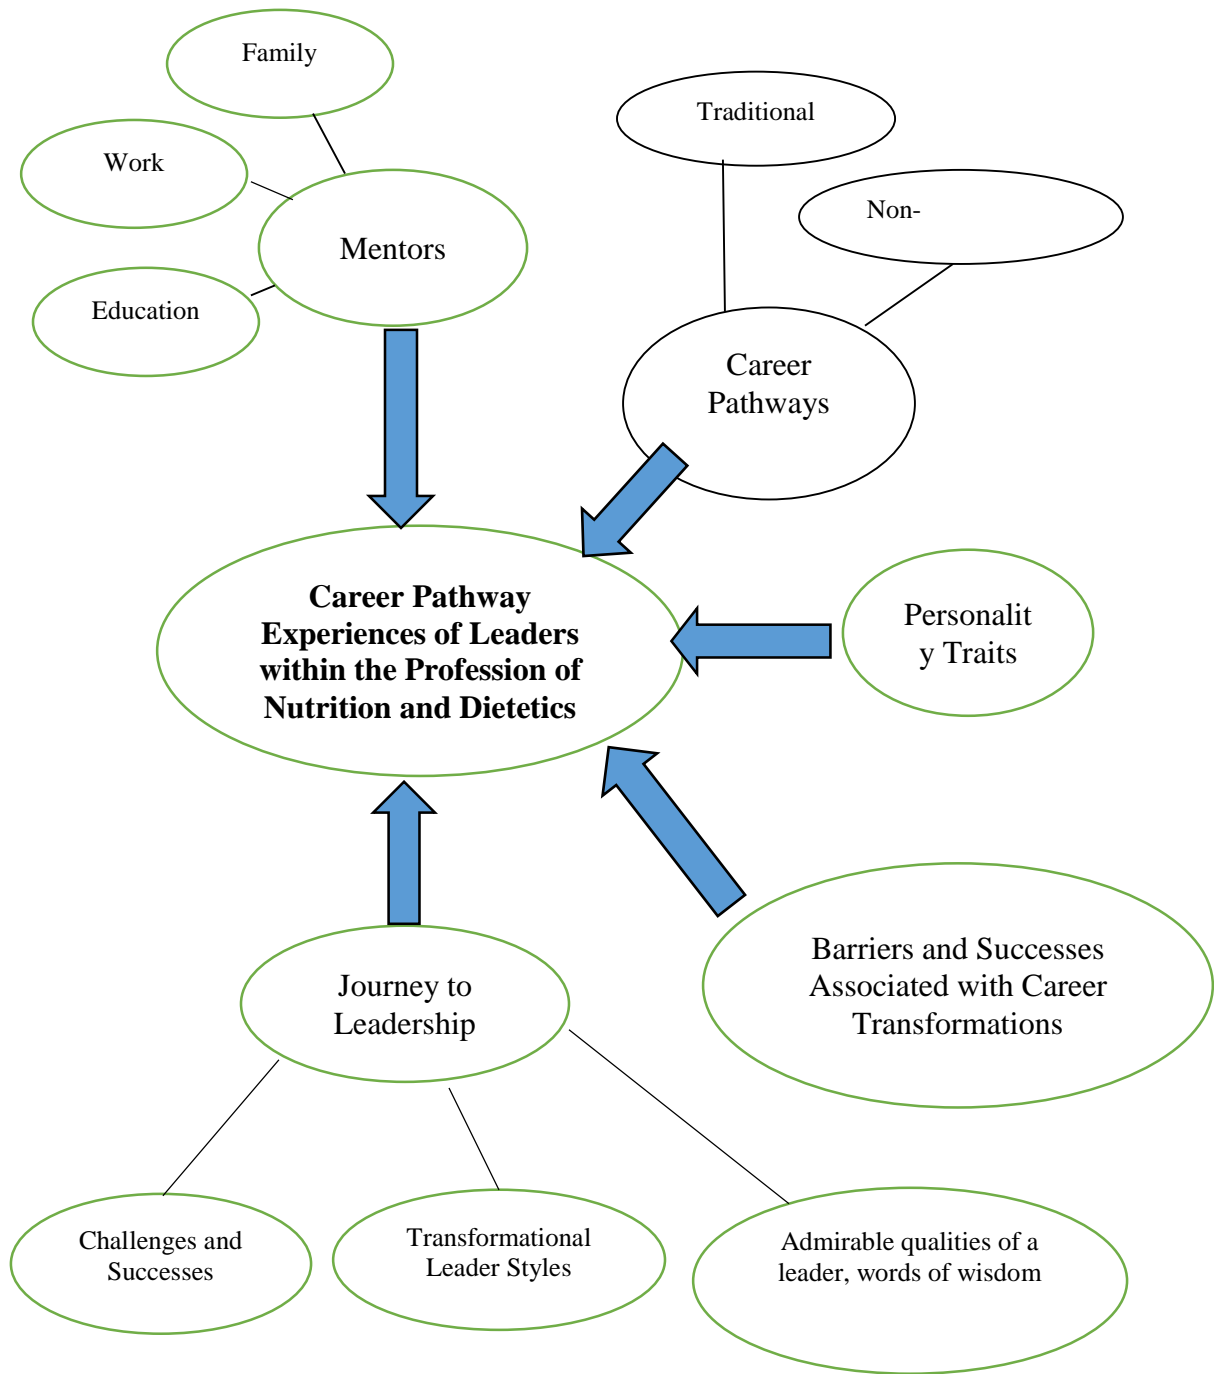 Family
Traditional
Work
Non-
Mentors
Education
Career
Pathways
Career Pathway
Experiences of Leaders
within the Profession of
Nutrition and Dietetics
Personalit
y Traits
Barriers and Successes
Associated with Career
Transformations
Journey to
Leadership
Challenges and
Successes
Transformational
Leader Styles
Admirable qualities of a
leader, words of wisdom